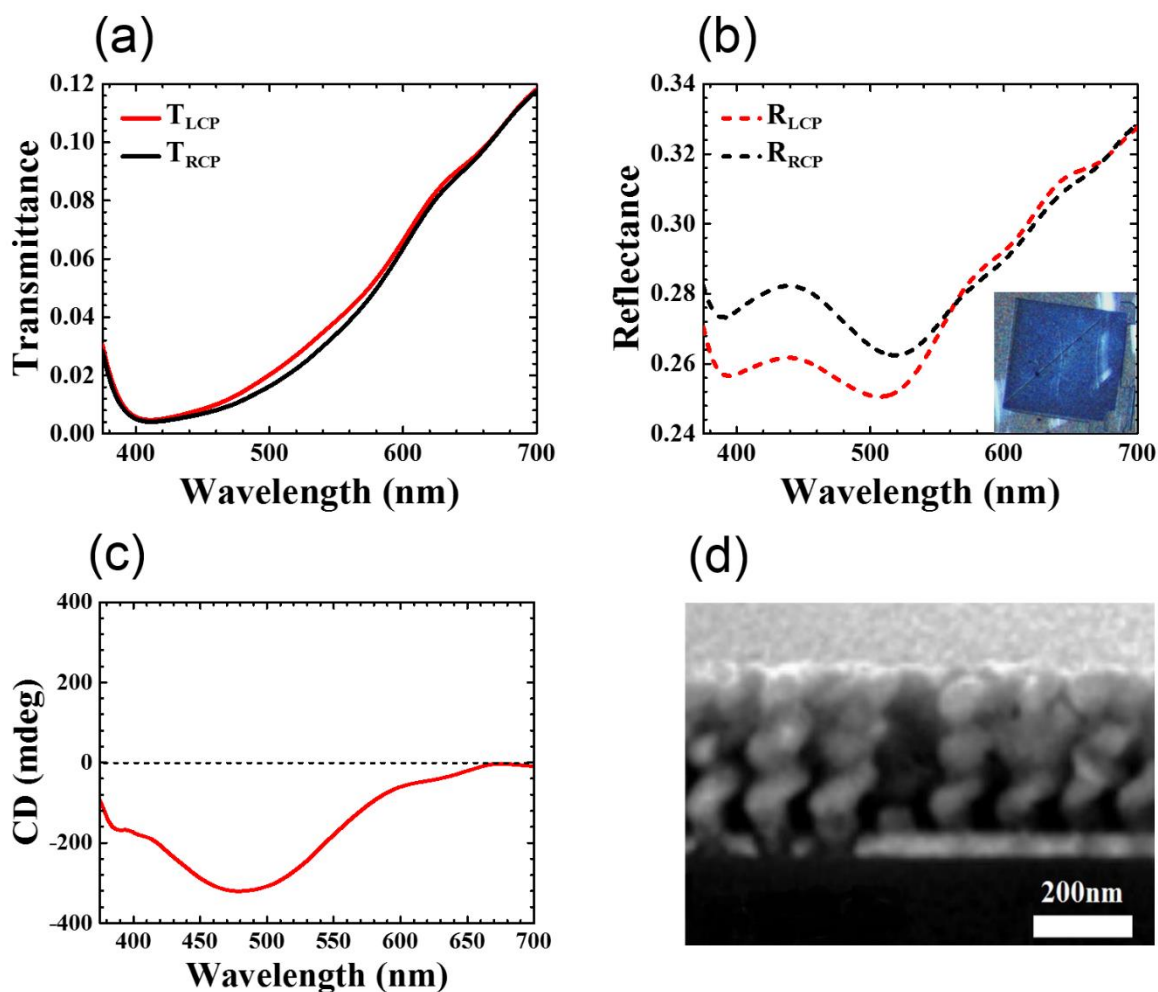 (a)
Transmittance
0.12
0.10
0.08
0.06
0.04
0.02
0.00
T_LCP
T_RCP
400 500 600 700
Wavelength (nm)
(b)
Reflectance
0.34
0.32
0.30
0.28
0.26
0.24
R_LCP
R_RCP
400 500 600 700
Wavelength (nm)
(c)
CD (mdeg)
400
200
0
-200
-400
400 450 500 550 600 650 700
Wavelength (nm)
(d)
200nm